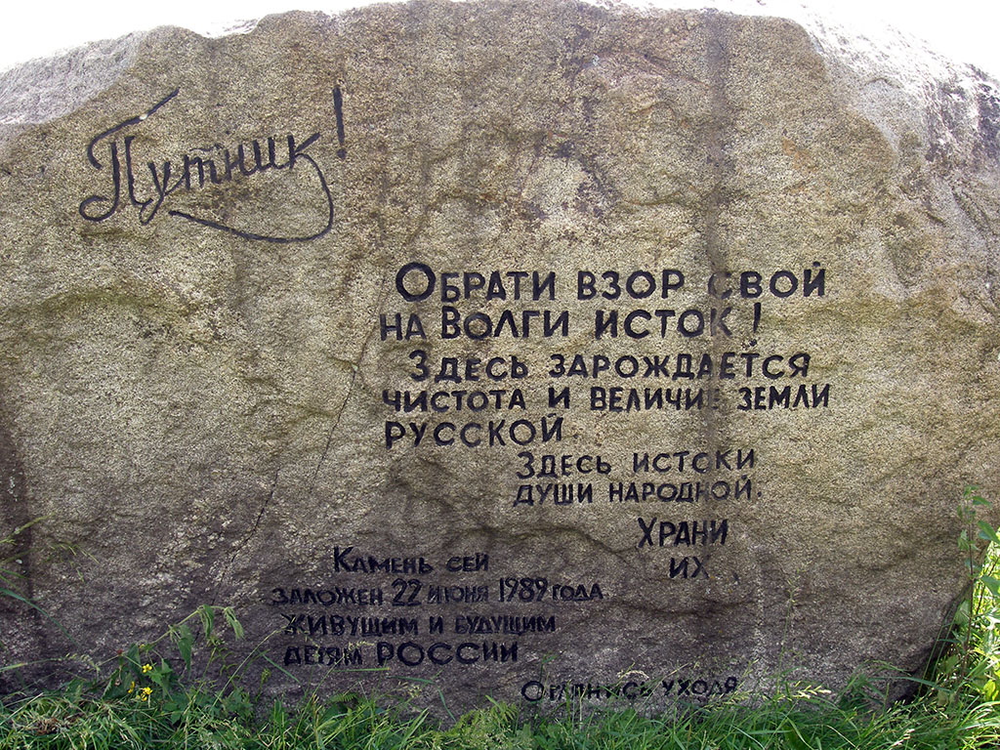 Путник!
Обрати взор свой
на Волги исток!
Здесь зарождается
чистота и величие земли
русской.
Здесь истоки
души народной.
Храни
их.
Камень сей
заложен 22 июня 1989 года
живущим и будущим
детям РОССИИ
Оглянись уходя